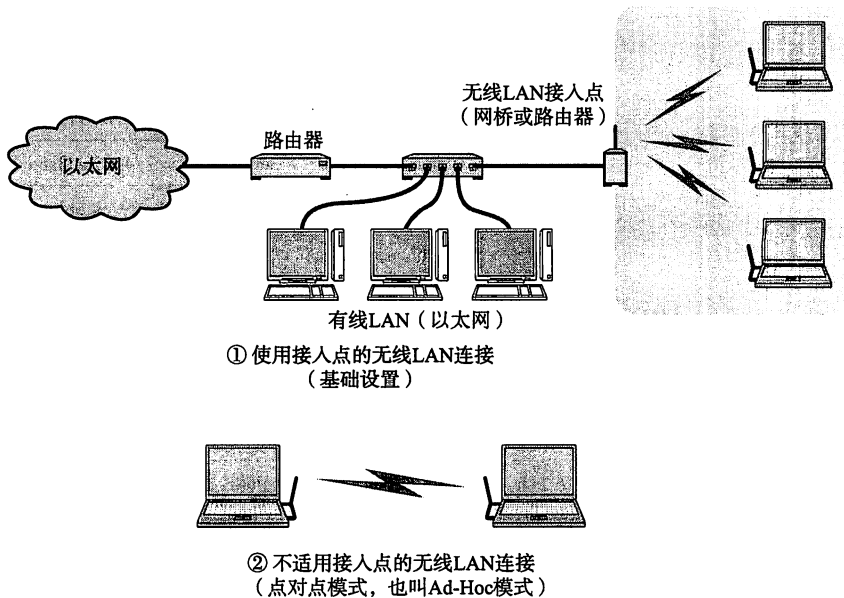 无线LAN接入点
（网桥或路由器）
路由器
以太网
有线LAN（以太网）
① 使用接入点的无线LAN连接
（基础设置）
② 不适用接入点的无线LAN连接
（点对点模式，也叫Ad-Hoc模式）